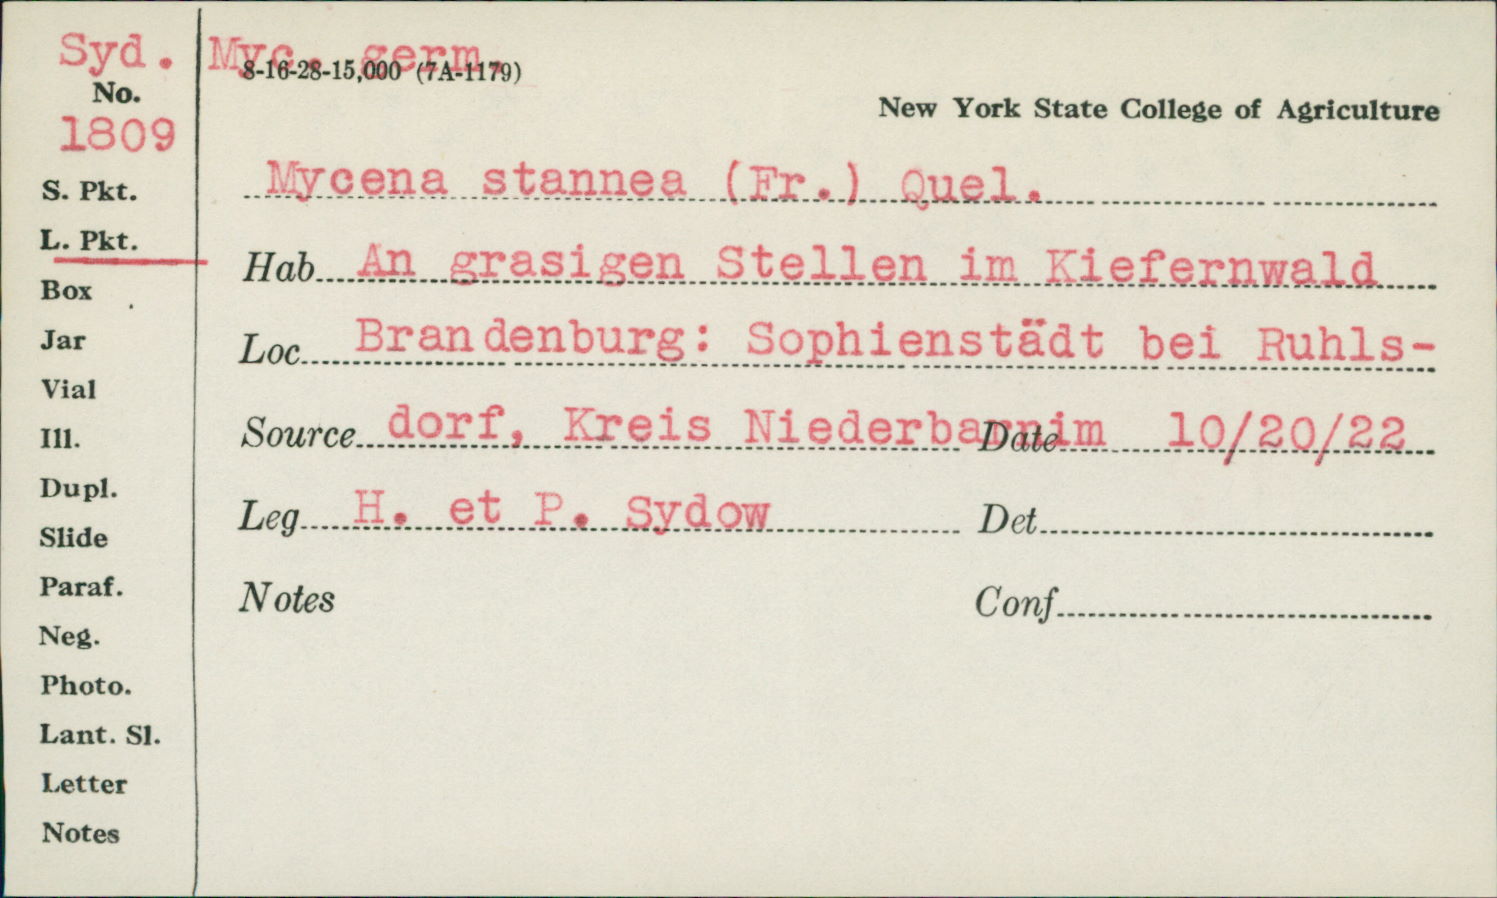 Syd. Myc. germ.
8-16-28-15,000 (7A-1179)
No.
1809
New York State College of Agriculture
S. Pkt.
Mycena stannea (Fr.) Quel.
L. Pkt.
Hab An grasigen Stellen im Kiefernwald
Box
Jar
Loc Brandenburg: Sophienstädt bei Ruhls-
Vial
Ill.
Source dorf, Kreis Niederbarnim Date 10/20/22
Dupl.
Leg H. et P. Sydow Det
Slide
Paraf.
Notes Conf
Neg.
Photo.
Lant. Sl.
Letter
Notes